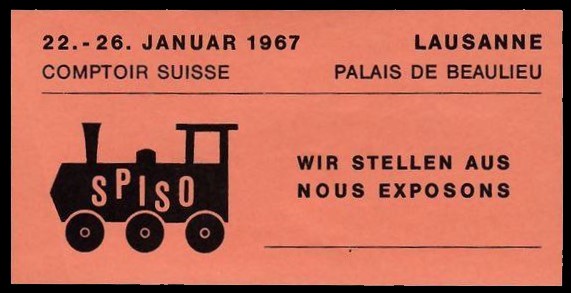 22.-26. JANUAR 1967 LAUSANNE
COMPTOIR SUISSE PALAIS DE BEAULIEU
SPISO
WIR STELLEN AUS
NOUS EXPOSONS